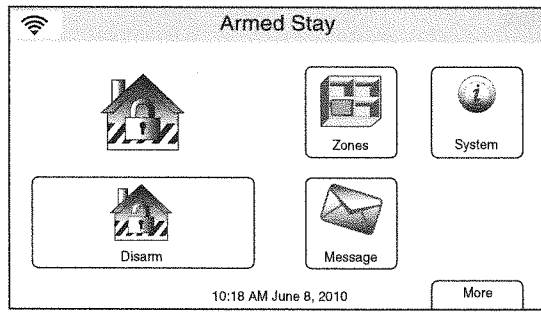 Armed Stay
Zones
System
Disarm
Message
10:18 AM June 8, 2010
More